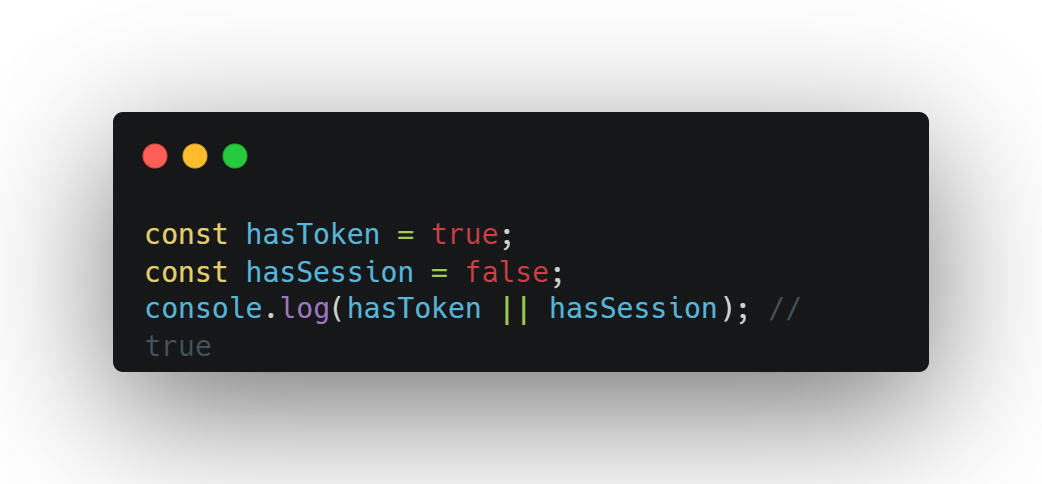 const hasToken = true;
const hasSession = false;
console.log(hasToken || hasSession); //
true